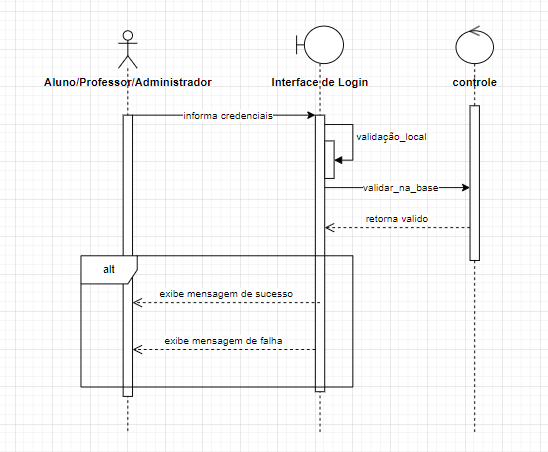 Aluno/Professor/Administrador
Interface de Login
controle
informa credenciais
validação_local
validar_na_base
retorna valido
alt
exibe mensagem de sucesso
exibe mensagem de falha